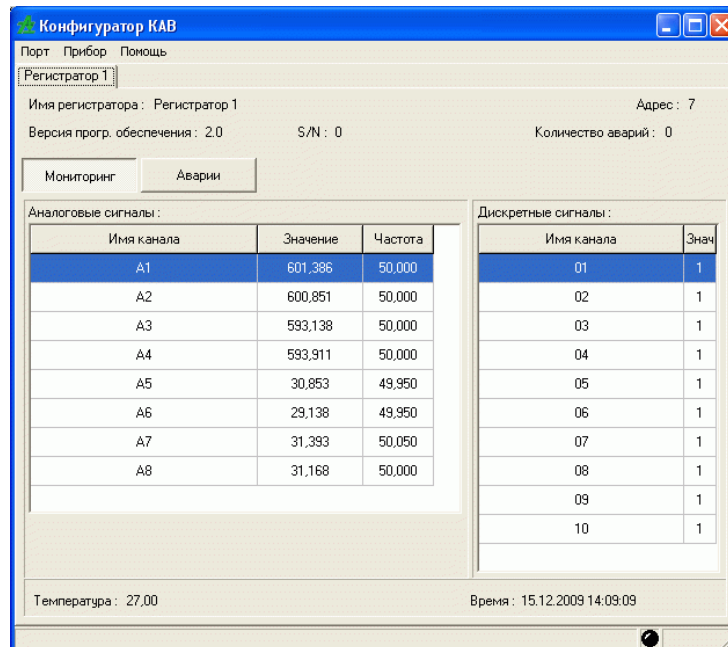 Конфигуратор КАВ
Порт Прибор Помощь
Регистратор 1
Имя регистратора : Регистратор 1 Адрес : 7
Версия прогр. обеспечения : 2.0 S/N : 0 Количество аварий : 0
Мониторинг Аварии
Аналоговые сигналы :
Имя канала Значение Частота
A1 601,386 50,000
A2 600,851 50,000
A3 593,138 50,000
A4 593,911 50,000
A5 30,853 49,950
A6 29,138 49,950
A7 31,393 50,050
A8 31,168 50,000
Дискретные сигналы :
Имя канала Знач
01 1
02 1
03 1
04 1
05 1
06 1
07 1
08 1
09 1
10 1
Температура : 27,00 Время : 15.12.2009 14:09:09